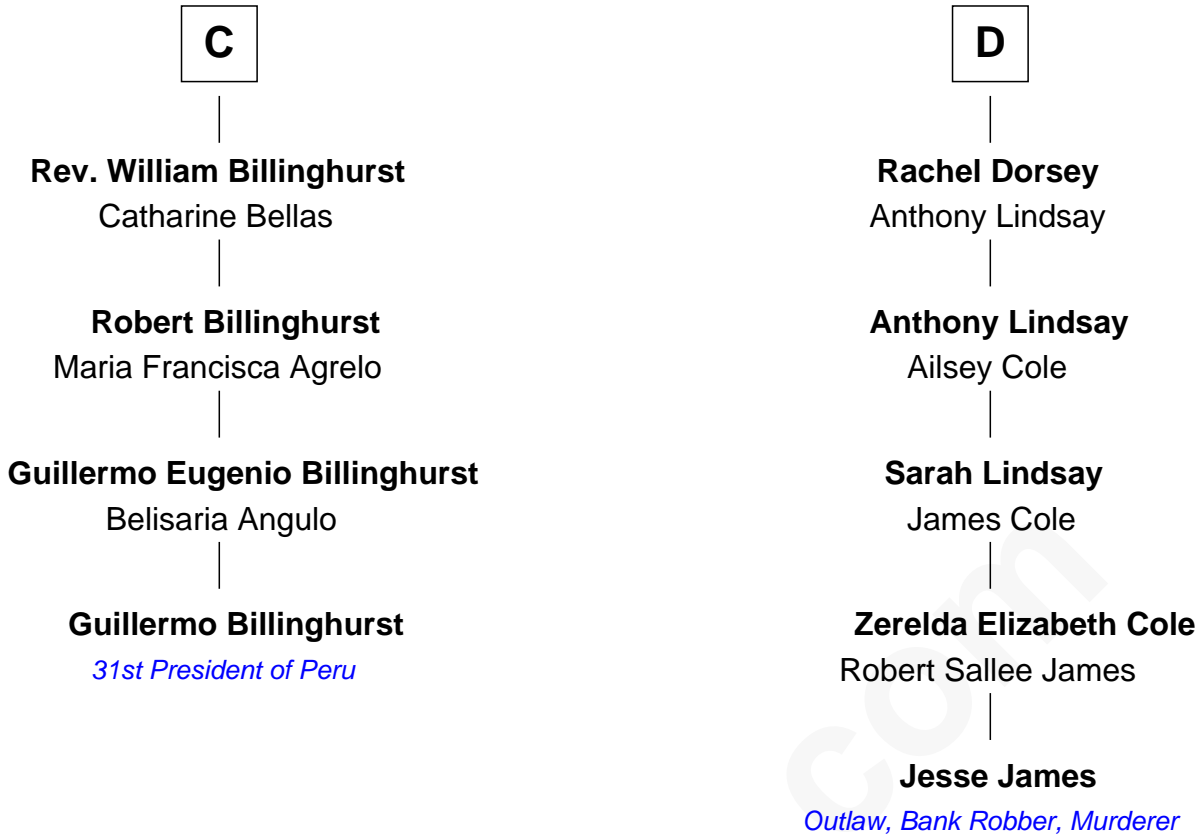 C
Rev. William Billinghurst
Catharine Bellas
Robert Billinghurst
Maria Francisca Agrelo
Guillermo Eugenio Billinghurst
Belisaria Angulo
Guillermo Billinghurst
31st President of Peru
D
Rachel Dorsey
Anthony Lindsay
Anthony Lindsay
Ailsey Cole
Sarah Lindsay
James Cole
Zerelda Elizabeth Cole
Robert Sallee James
Jesse James
Outlaw, Bank Robber, Murderer
com